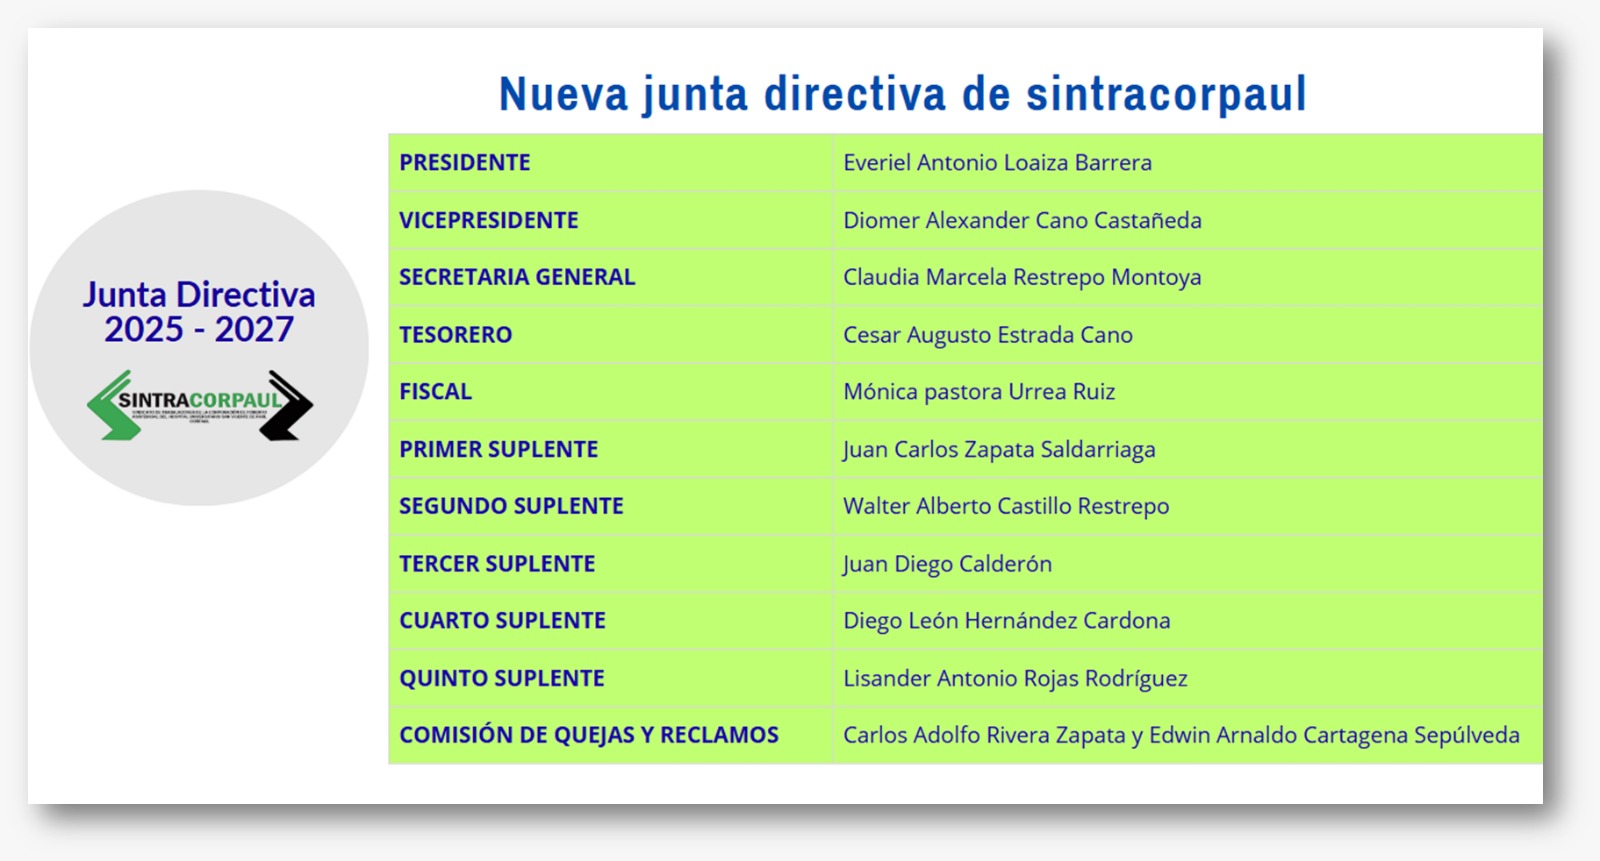 Nueva junta directiva de sintracorpaul
Junta Directiva
2025 - 2027
SINTRACORPAUL
PRESIDENTE Everiel Antonio Loaiza Barrera
VICEPRESIDENTE Diomer Alexander Cano Castañeda
SECRETARIA GENERAL Claudia Marcela Restrepo Montoya
TESORERO Cesar Augusto Estrada Cano
FISCAL Mónica pastora Urrea Ruiz
PRIMER SUPLENTE Juan Carlos Zapata Saldarriaga
SEGUNDO SUPLENTE Walter Alberto Castillo Restrepo
TERCER SUPLENTE Juan Diego Calderón
CUARTO SUPLENTE Diego León Hernández Cardona
QUINTO SUPLENTE Lisander Antonio Rojas Rodríguez
COMISIÓN DE QUEJAS Y RECLAMOS Carlos Adolfo Rivera Zapata y Edwin Arnaldo Cartagena Sepúlveda